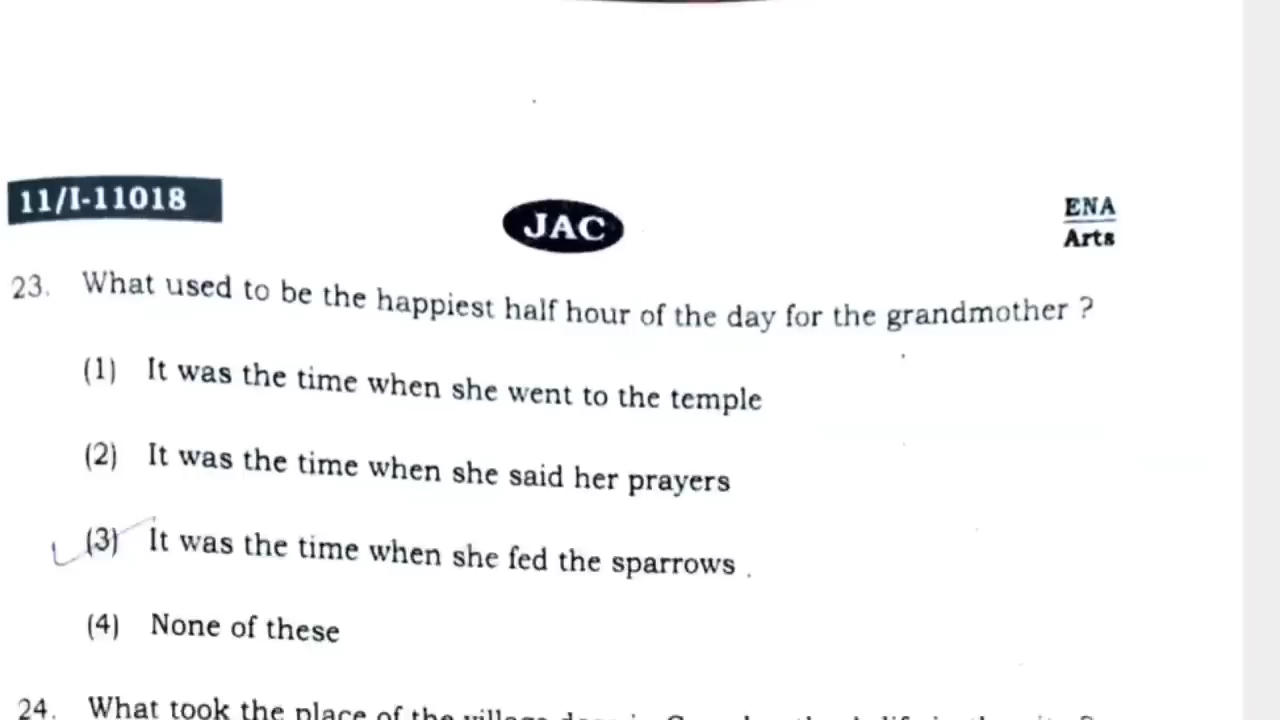 11/I-11018
JAC
ENA
Arts
23. What used to be the happiest half hour of the day for the grandmother ?
(1) It was the time when she went to the temple
(2) It was the time when she said her prayers
(3) It was the time when she fed the sparrows .
(4) None of these
24. What took the place of the village